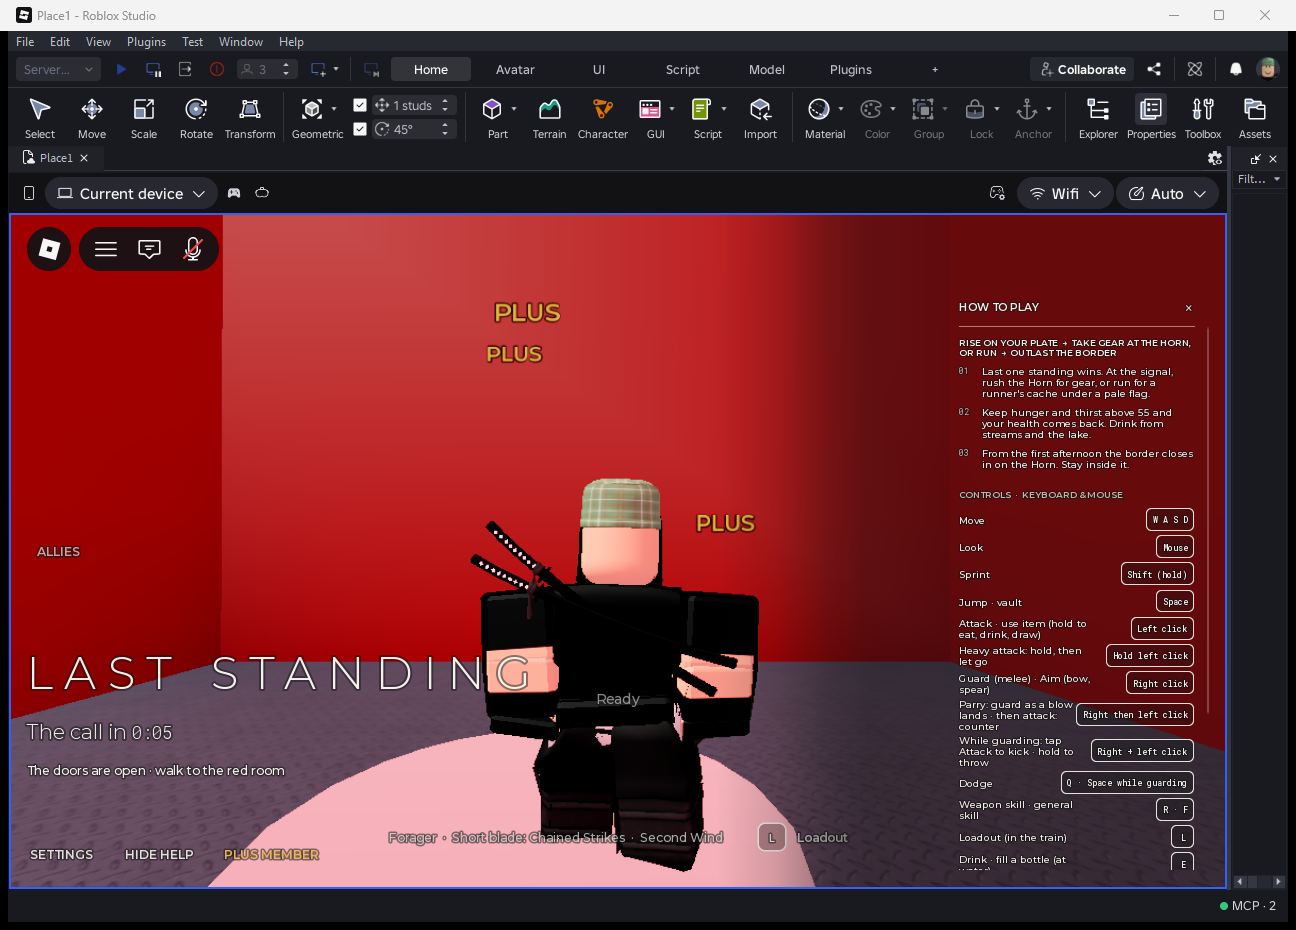 Place1 - Roblox Studio
File Edit View Plugins Test Window Help
Server... 3 Home Avatar UI Script Model Plugins + Collaborate
1 studs
45°
Select Move Scale Rotate Transform Geometric Part Terrain Character GUI Script Import Material Color Group Lock Anchor Explorer Properties Toolbox Assets
Place1
Filt...
Current device Wifi Auto
PLUS
PLUS
PLUS
ALLIES
LAST STANDING
Ready
The call in 0:05
The doors are open · walk to the red room
Forager · Short blade: Chained Strikes · Second Wind L Loadout
SETTINGS HIDE HELP PLUS MEMBER
HOW TO PLAY ×
RISE ON YOUR PLATE → TAKE GEAR AT THE HORN,
OR RUN → OUTLAST THE BORDER
01 Last one standing wins. At the signal,
rush the Horn for gear, or run for a
runner's cache under a pale flag.
02 Keep hunger and thirst above 55 and
your health comes back. Drink from
streams and the lake.
03 From the first afternoon the border closes
in on the Horn. Stay inside it.
CONTROLS · KEYBOARD & MOUSE
Move W A S D
Look Mouse
Sprint Shift (hold)
Jump · vault Space
Attack · use item (hold to
eat, drink, draw) Left click
Heavy attack: hold, then
let go Hold left click
Guard (melee) · Aim (bow,
spear) Right click
Parry: guard as a blow
lands · then attack:
counter Right then left click
While guarding: tap
Attack to kick · hold to
throw Right + left click
Dodge Q · Space while guarding
Weapon skill · general
skill R · F
Loadout (in the train) L
Drink · fill a bottle (at
water) E
MCP · 2